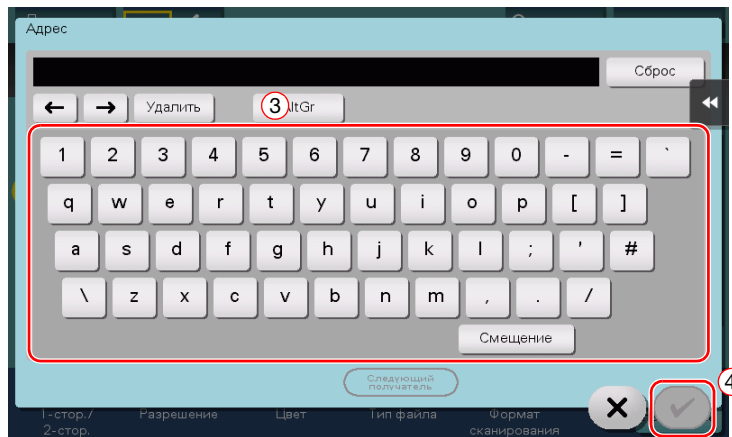 Адрес
Сброс
← → Удалить 3 ltGr
1 2 3 4 5 6 7 8 9 0 - = `
q w e r t y u i o p [ ]
a s d f g h j k l ; ' #
\ z x c v b n m , . /
Смещение
Следующий
получатель
4
1-стор./ Разрешение Цвет Тип файла Формат
2-стор. сканирования